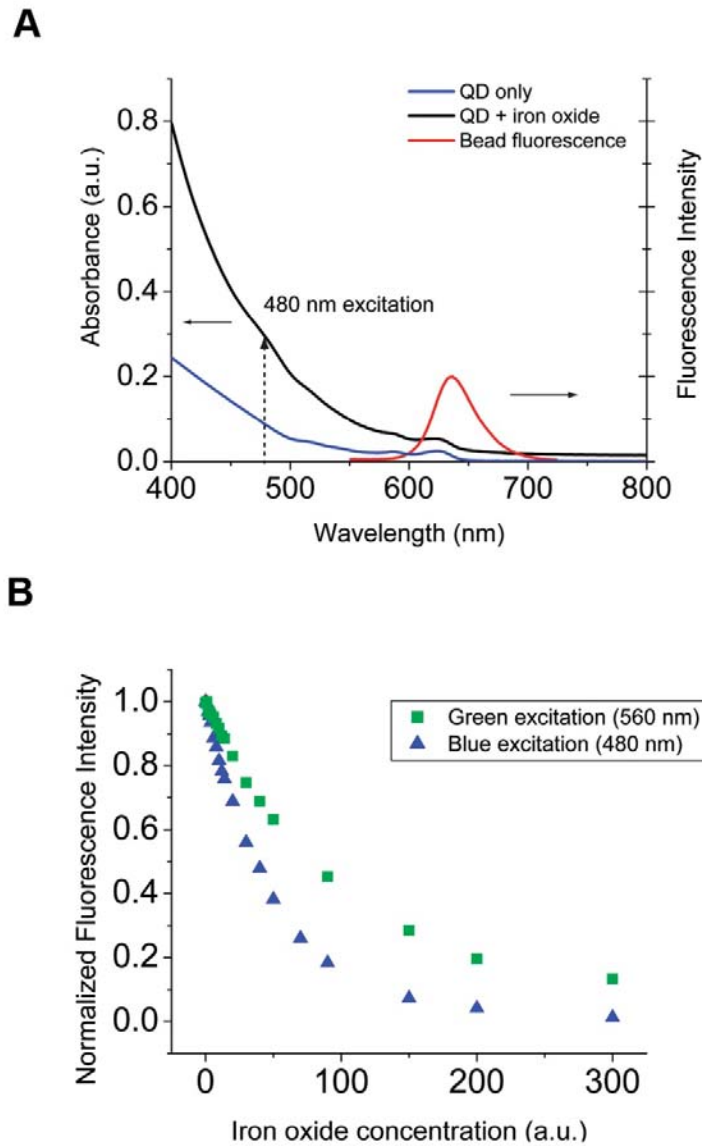 A
QD only
QD + iron oxide
Bead fluorescence
Absorbance (a.u.)
0.8
0.6
0.4
0.2
0.0
480 nm excitation
Fluorescence Intensity
400 500 600 700 800
Wavelength (nm)
B
Normalized Fluorescence Intensity
1.0
0.8
0.6
0.4
0.2
0.0
Green excitation (560 nm)
Blue excitation (480 nm)
0 100 200 300
Iron oxide concentration (a.u.)